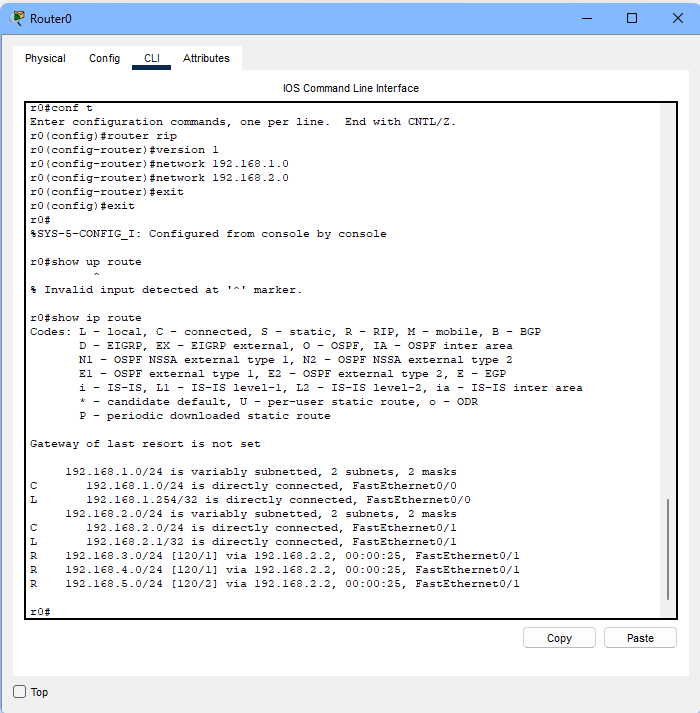 Router0
Physical Config CLI Attributes
IOS Command Line Interface
r0#conf t
Enter configuration commands, one per line.  End with CNTL/Z.
r0(config)#router rip
r0(config-router)#version 1
r0(config-router)#network 192.168.1.0
r0(config-router)#network 192.168.2.0
r0(config-router)#exit
r0(config)#exit
r0#
%SYS-5-CONFIG_I: Configured from console by console
r0#show up route
         ^
% Invalid input detected at '^' marker.
r0#show ip route
Codes: L - local, C - connected, S - static, R - RIP, M - mobile, B - BGP
       D - EIGRP, EX - EIGRP external, O - OSPF, IA - OSPF inter area
       N1 - OSPF NSSA external type 1, N2 - OSPF NSSA external type 2
       E1 - OSPF external type 1, E2 - OSPF external type 2, E - EGP
       i - IS-IS, L1 - IS-IS level-1, L2 - IS-IS level-2, ia - IS-IS inter area
       * - candidate default, U - per-user static route, o - ODR
       P - periodic downloaded static route
Gateway of last resort is not set
     192.168.1.0/24 is variably subnetted, 2 subnets, 2 masks
C       192.168.1.0/24 is directly connected, FastEthernet0/0
L       192.168.1.254/32 is directly connected, FastEthernet0/0
     192.168.2.0/24 is variably subnetted, 2 subnets, 2 masks
C       192.168.2.0/24 is directly connected, FastEthernet0/1
L       192.168.2.1/32 is directly connected, FastEthernet0/1
R    192.168.3.0/24 [120/1] via 192.168.2.2, 00:00:25, FastEthernet0/1
R    192.168.4.0/24 [120/1] via 192.168.2.2, 00:00:25, FastEthernet0/1
R    192.168.5.0/24 [120/2] via 192.168.2.2, 00:00:25, FastEthernet0/1
r0#
Copy Paste
Top